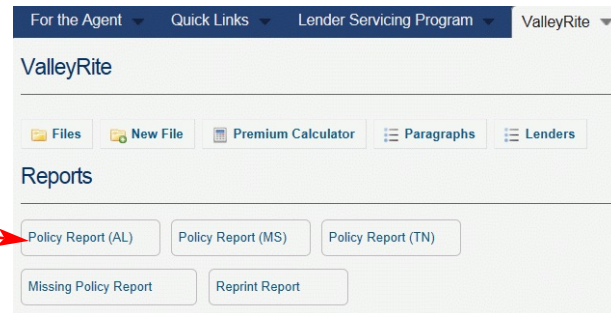 For the Agent Quick Links Lender Servicing Program ValleyRite
ValleyRite
Files New File Premium Calculator Paragraphs Lenders
Reports
Policy Report (AL) Policy Report (MS) Policy Report (TN)
Missing Policy Report Reprint Report